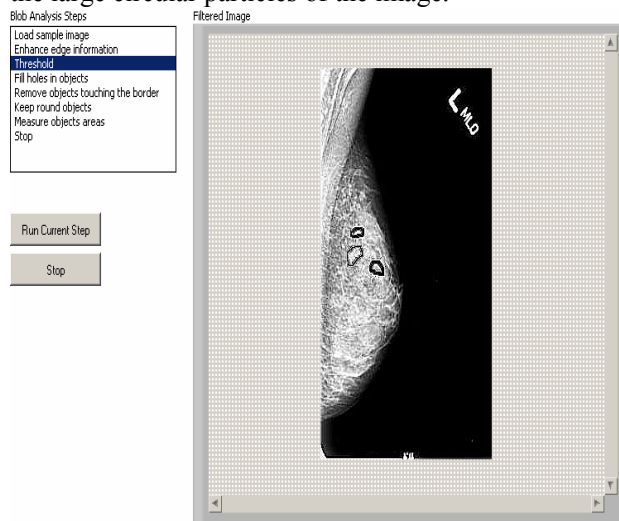 the large circular particles of the image.
Blob Analysis Steps
Filtered Image
Load sample image
Enhance edge information
Threshold
Fill holes in objects
Remove objects touching the border
Keep round objects
Measure objects areas
Stop
Run Current Step
Stop
L MLO